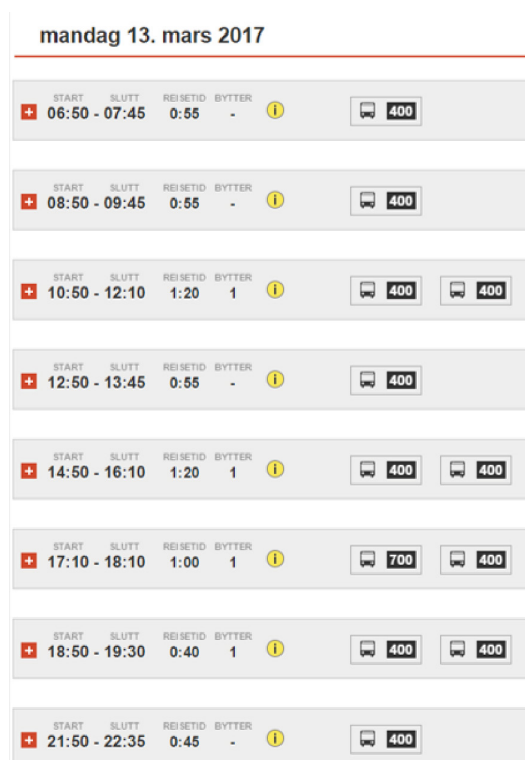 mandag 13. mars 2017
START SLUTT REISETID BYTTER
06:50 - 07:45 0:55 - i 400
START SLUTT REISETID BYTTER
08:50 - 09:45 0:55 - i 400
START SLUTT REISETID BYTTER
10:50 - 12:10 1:20 1 i 400 400
START SLUTT REISETID BYTTER
12:50 - 13:45 0:55 - i 400
START SLUTT REISETID BYTTER
14:50 - 16:10 1:20 1 i 400 400
START SLUTT REISETID BYTTER
17:10 - 18:10 1:00 1 i 700 400
START SLUTT REISETID BYTTER
18:50 - 19:30 0:40 1 i 400 400
START SLUTT REISETID BYTTER
21:50 - 22:35 0:45 - i 400